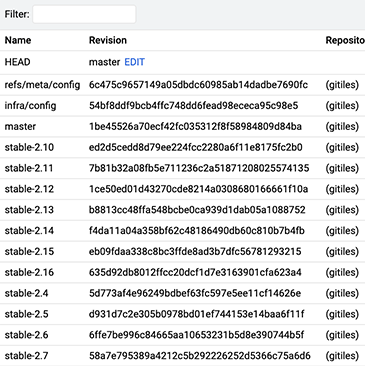 Filter:
Name Revision Reposito
HEAD master EDIT
refs/meta/config 6c475c9657149a05dbdc60985ab14dadbe7690fc (gitiles)
infra/config 54bf8ddf9bcb4ffc748dd6fead98ececa95c98e5 (gitiles)
master 1be45526a70ecf42fc035312f8f58984809d84ba (gitiles)
stable-2.10 ed2d5cedd8d79ee224fcc2280a6f11e8175fc2b0 (gitiles)
stable-2.11 7b81b32a08fb5e711236c2a51871208025574135 (gitiles)
stable-2.12 1ce50ed01d43270cde8214a0308680166661f10a (gitiles)
stable-2.13 b8813cc48ffa548bcbe0ca939d1dab05a1088752 (gitiles)
stable-2.14 f4da11a04a358bf62c48186490db60c810b7b4fb (gitiles)
stable-2.15 eb09fdaa338c8bc3ffde8ad3b7dfc56781293215 (gitiles)
stable-2.16 635d92db8012ffcc20dcf1d7e3163901cfa623a4 (gitiles)
stable-2.4 5d773af4e96249bdbef63fc597e5ee11cf14626e (gitiles)
stable-2.5 d931d7c2e305b0978bd01ef744153e14baa6f11f (gitiles)
stable-2.6 6ffe7be996c84665aa10653231b5d8e390744b5f (gitiles)
stable-2.7 58a7e795389a4212c5b292226252d5366c75a6d6 (gitiles)